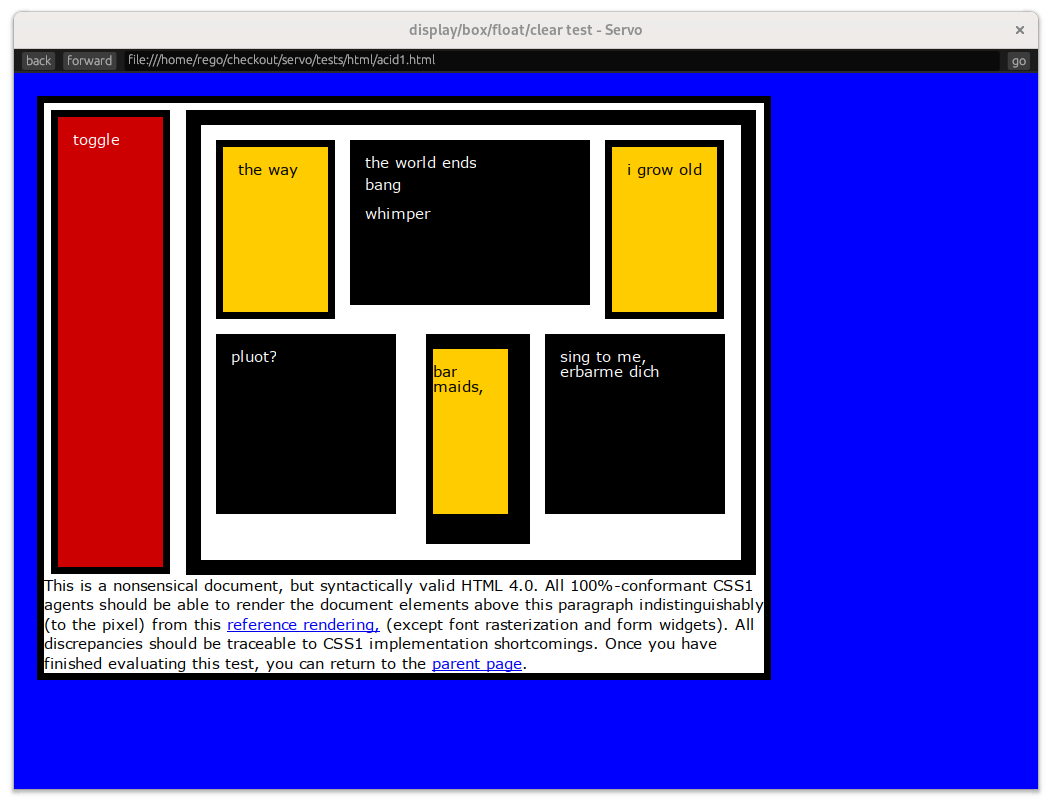 display/box/float/clear test - Servo
×
back forward file:///home/rego/checkout/servo/tests/html/acid1.html go
toggle
the way
the world ends
bang
whimper
i grow old
pluot?
bar
maids,
sing to me,
erbarme dich
This is a nonsensical document, but syntactically valid HTML 4.0. All 100%-conformant CSS1
agents should be able to render the document elements above this paragraph indistinguishably
(to the pixel) from this reference rendering, (except font rasterization and form widgets). All
discrepancies should be traceable to CSS1 implementation shortcomings. Once you have
finished evaluating this test, you can return to the parent page.